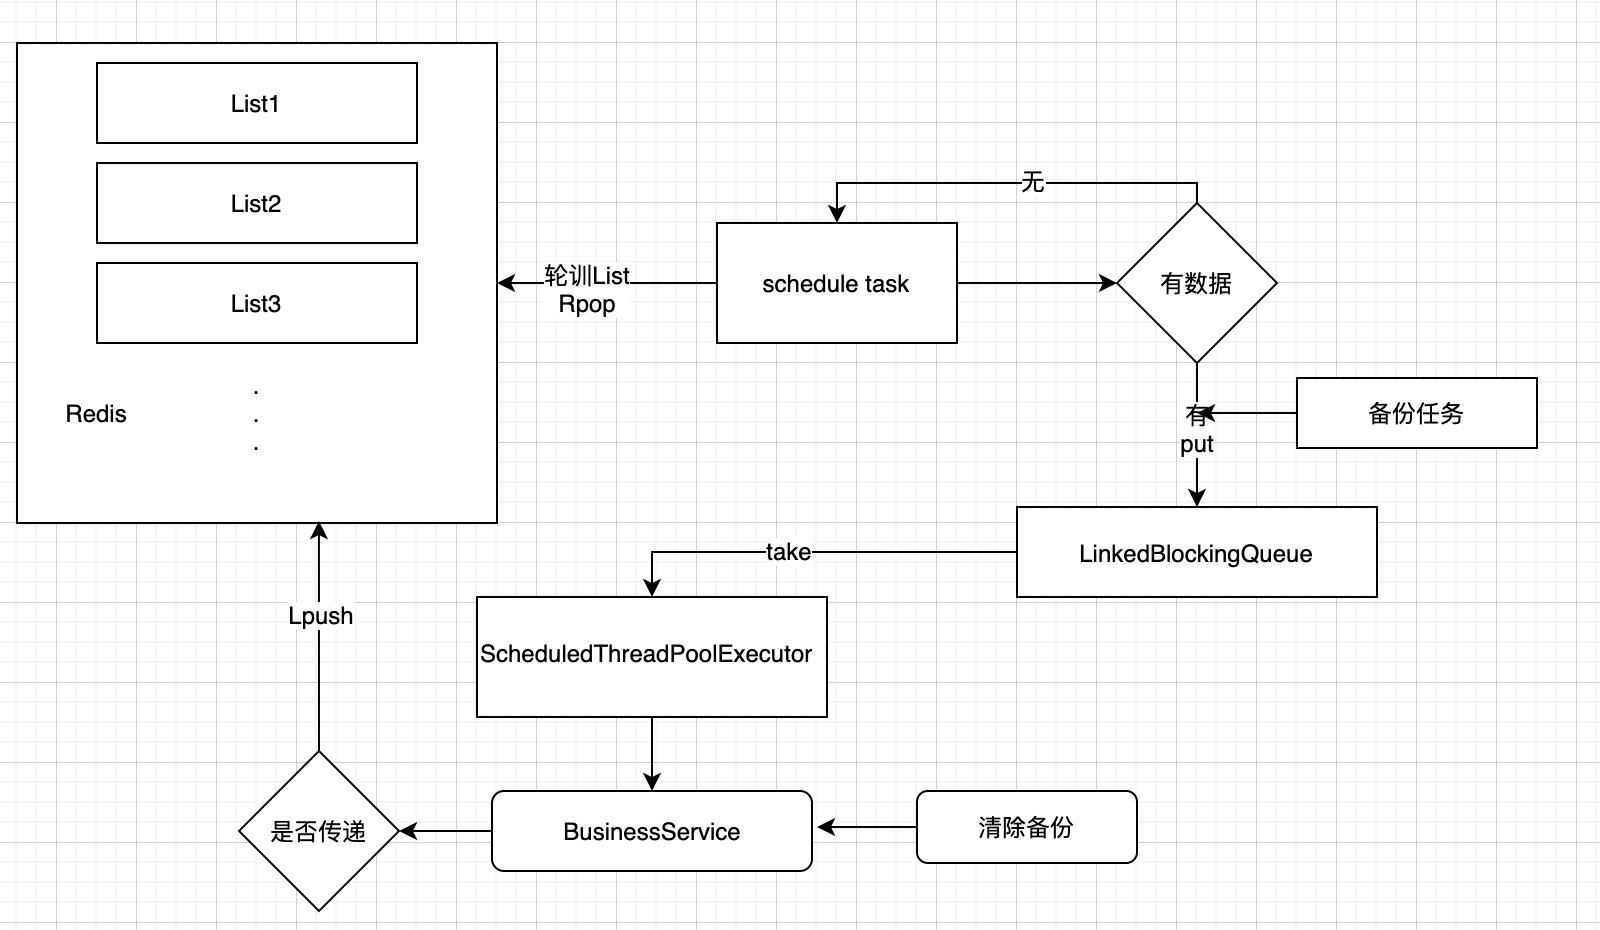 List1
List2
List3
Redis
.
.
.
轮训List
Rpop
schedule task
无
有数据
有
put
备份任务
LinkedBlockingQueue
take
ScheduledThreadPoolExecutor
Lpush
是否传递
BusinessService
清除备份